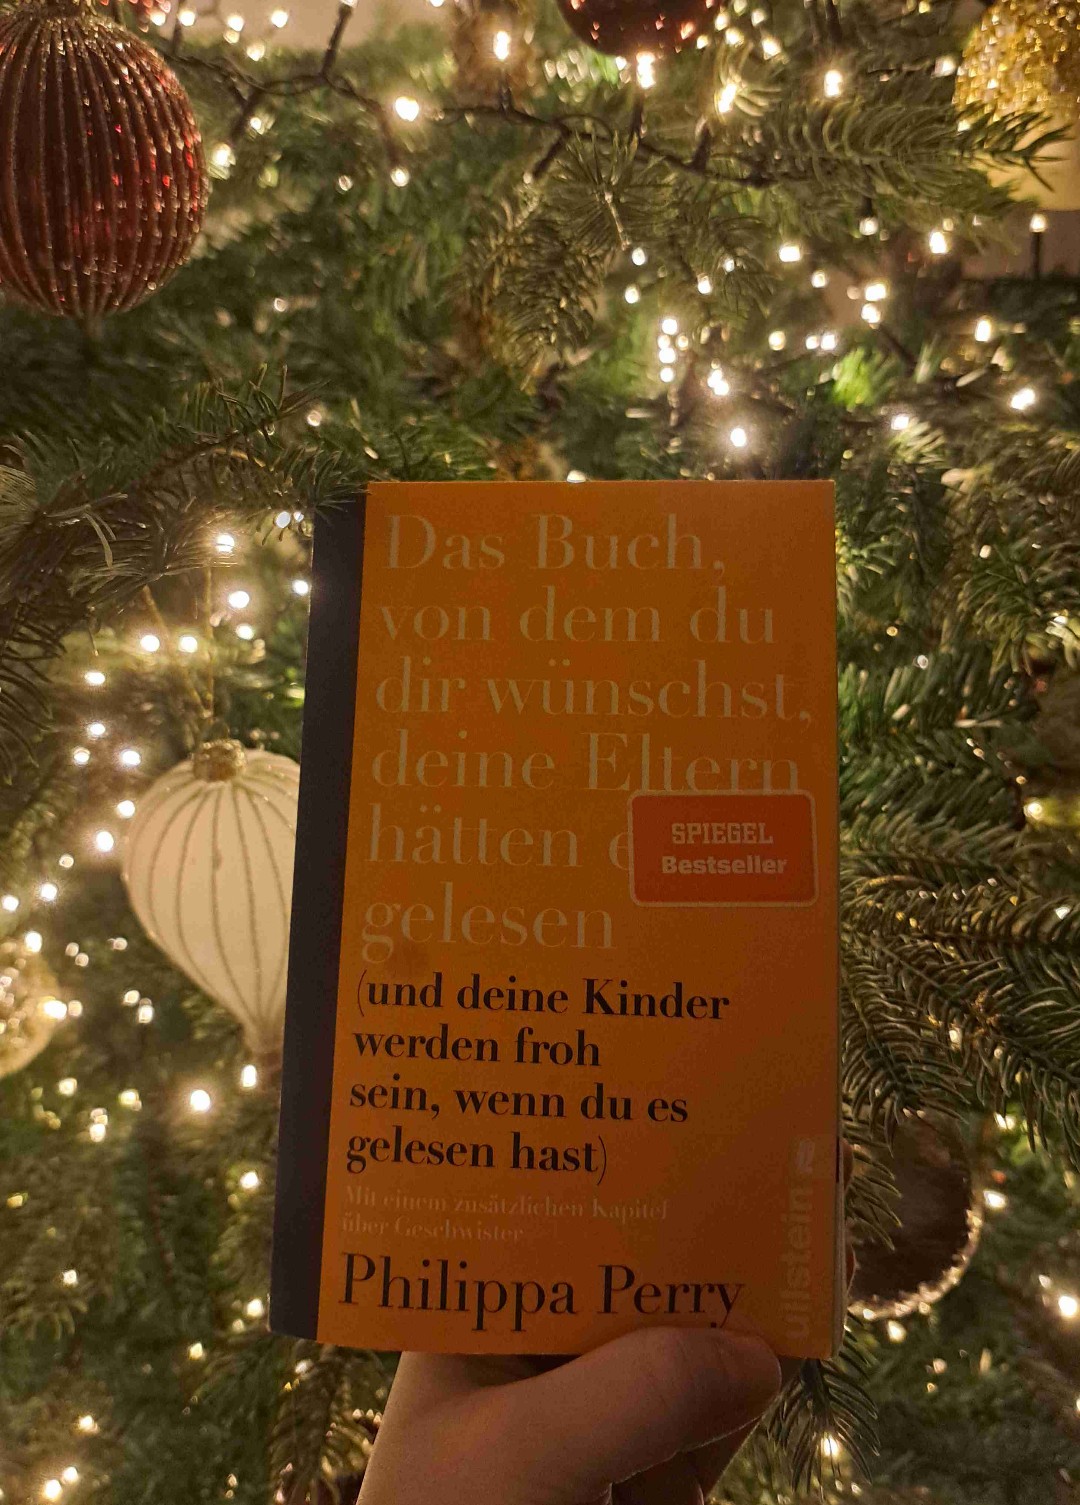 Das Buch,
von dem du
dir wünschst,
deine Eltern
hätten
gelesen
SPIEGEL
Bestseller
(und deine Kinder
werden froh
sein, wenn du es
gelesen hast)
Mit einem zusätzlichen Kapitel
über Geschwister
Philippa Perry
ullstein